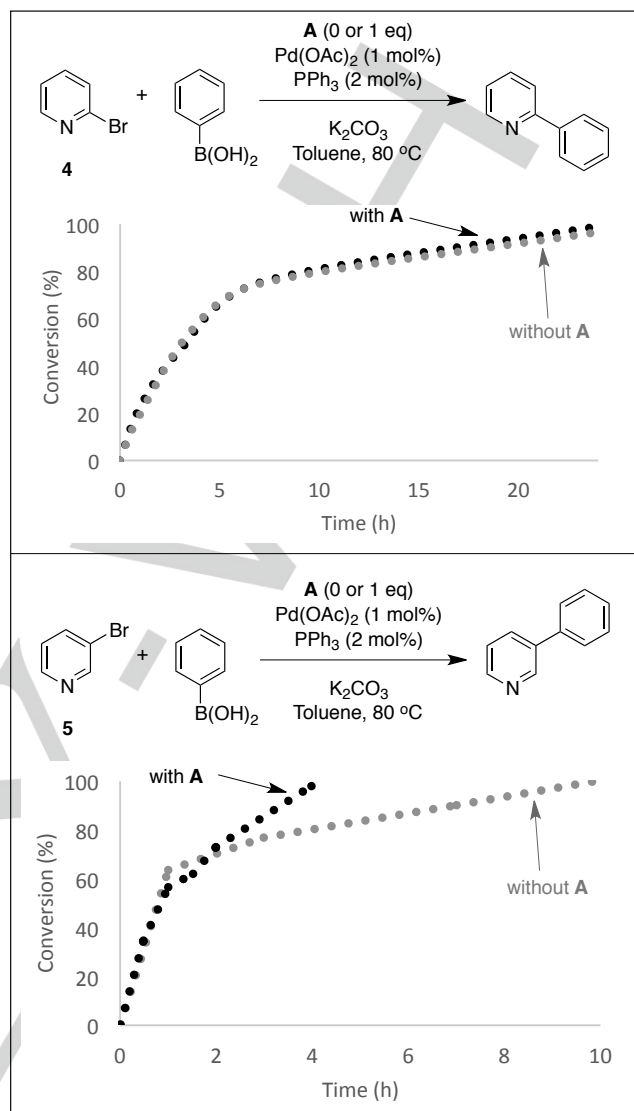 A (0 or 1 eq)
Pd(OAc)₂ (1 mol%)
PPh₃ (2 mol%)
N
Br
+
B(OH)₂
K₂CO₃
Toluene, 80 ºC
N
4
with A
without A
Conversion (%)
100
80
60
40
20
0
0 5 10 15 20
Time (h)
A (0 or 1 eq)
Pd(OAc)₂ (1 mol%)
PPh₃ (2 mol%)
Br
N
+
B(OH)₂
K₂CO₃
Toluene, 80 ºC
N
5
with A
without A
Conversion (%)
100
80
60
40
20
0
0 2 4 6 8 10
Time (h)